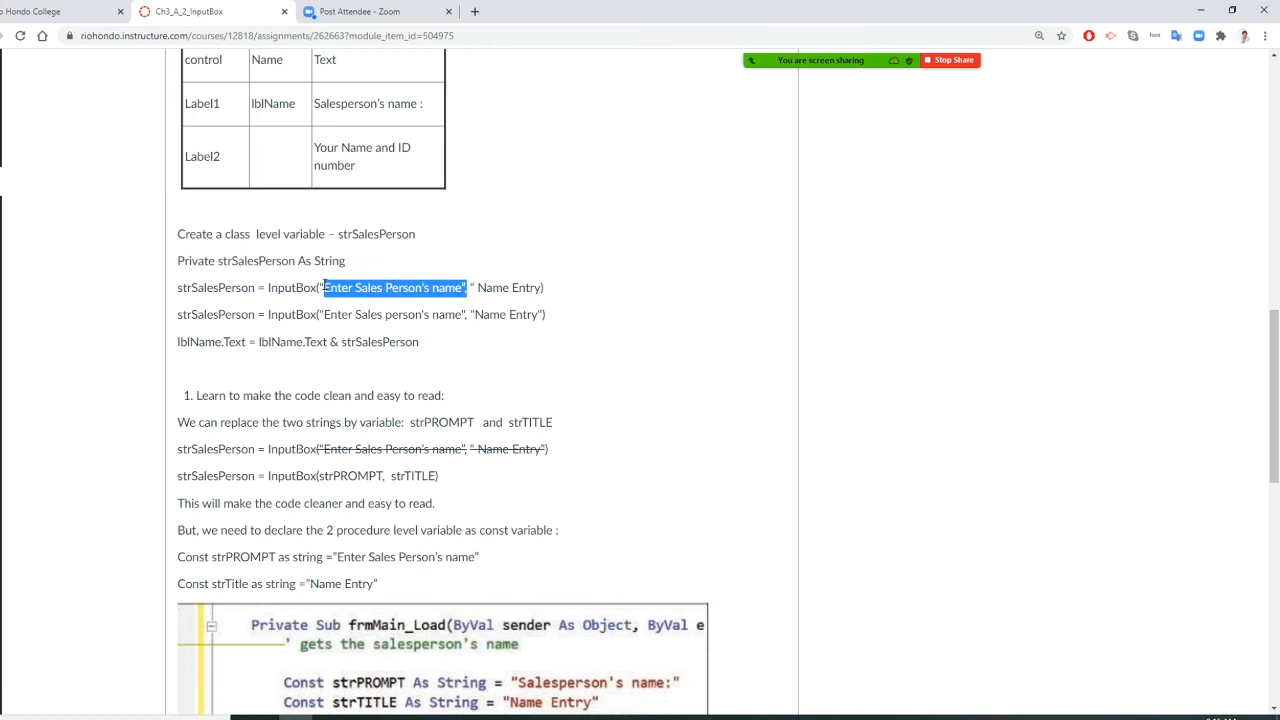 o Hondo College
Ch3_A_2_InputBox
Post Attendee - Zoom
riohondo.instructure.com/courses/12818/assignments/262663?module_item_id=504975
You are screen sharing
Stop Share
control Name Text
Label1 lblName Salesperson's name :
Label2 Your Name and ID
number
Create a class level variable – strSalesPerson
Private strSalesPerson As String
strSalesPerson = InputBox(“Enter Sales Person's name”, “ Name Entry)
strSalesPerson = InputBox("Enter Sales person's name", "Name Entry")
lblName.Text = lblName.Text & strSalesPerson
1. Learn to make the code clean and easy to read:
We can replace the two strings by variable: strPROMPT and strTITLE
strSalesPerson = InputBox(“Enter Sales Person's name”, “ Name Entry”)
strSalesPerson = InputBox(strPROMPT, strTITLE)
This will make the code cleaner and easy to read.
But, we need to declare the 2 procedure level variable as const variable :
Const strPROMPT as string =”Enter Sales Person's name”
Const strTitle as string =”Name Entry”
Private Sub frmMain_Load(ByVal sender As Object, ByVal e
' gets the salesperson's name
Const strPROMPT As String = "Salesperson's name:"
Const strTITLE As String = "Name Entry"